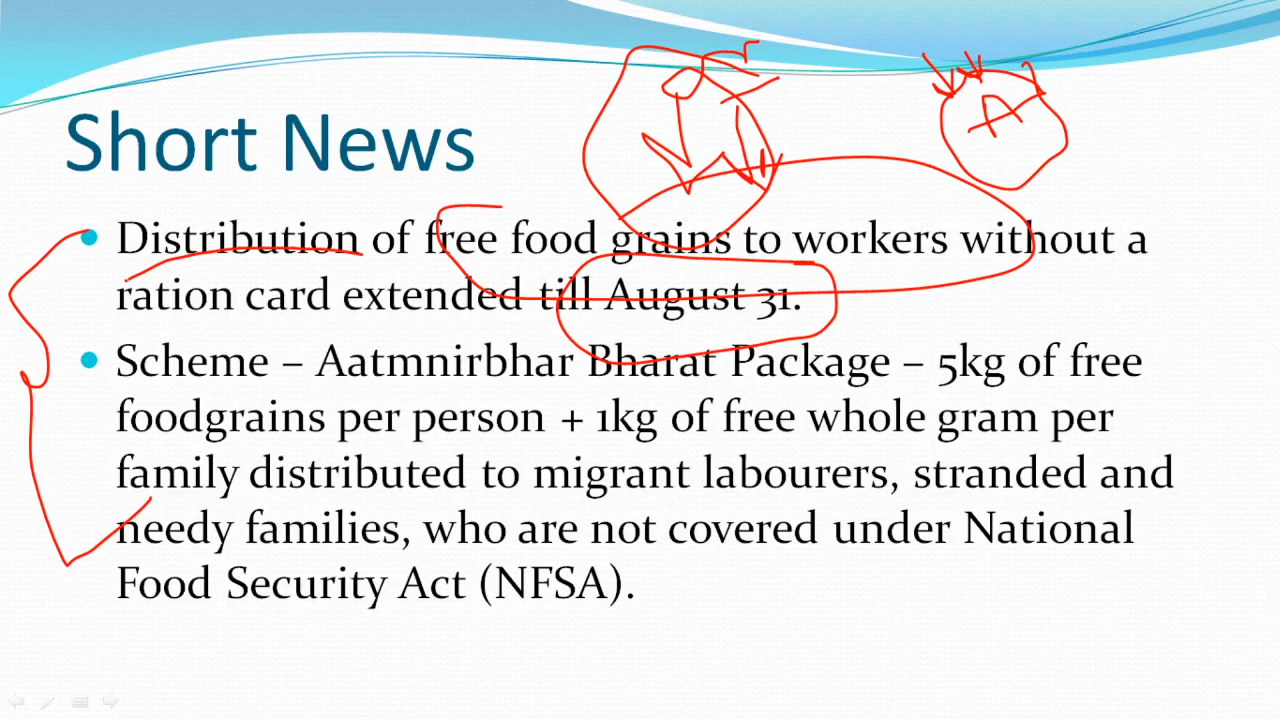 Short News
Distribution of free food grains to workers without a
ration card extended till August 31.
Scheme – Aatmnirbhar Bharat Package – 5kg of free
foodgrains per person + 1kg of free whole gram per
family distributed to migrant labourers, stranded and
needy families, who are not covered under National
Food Security Act (NFSA).